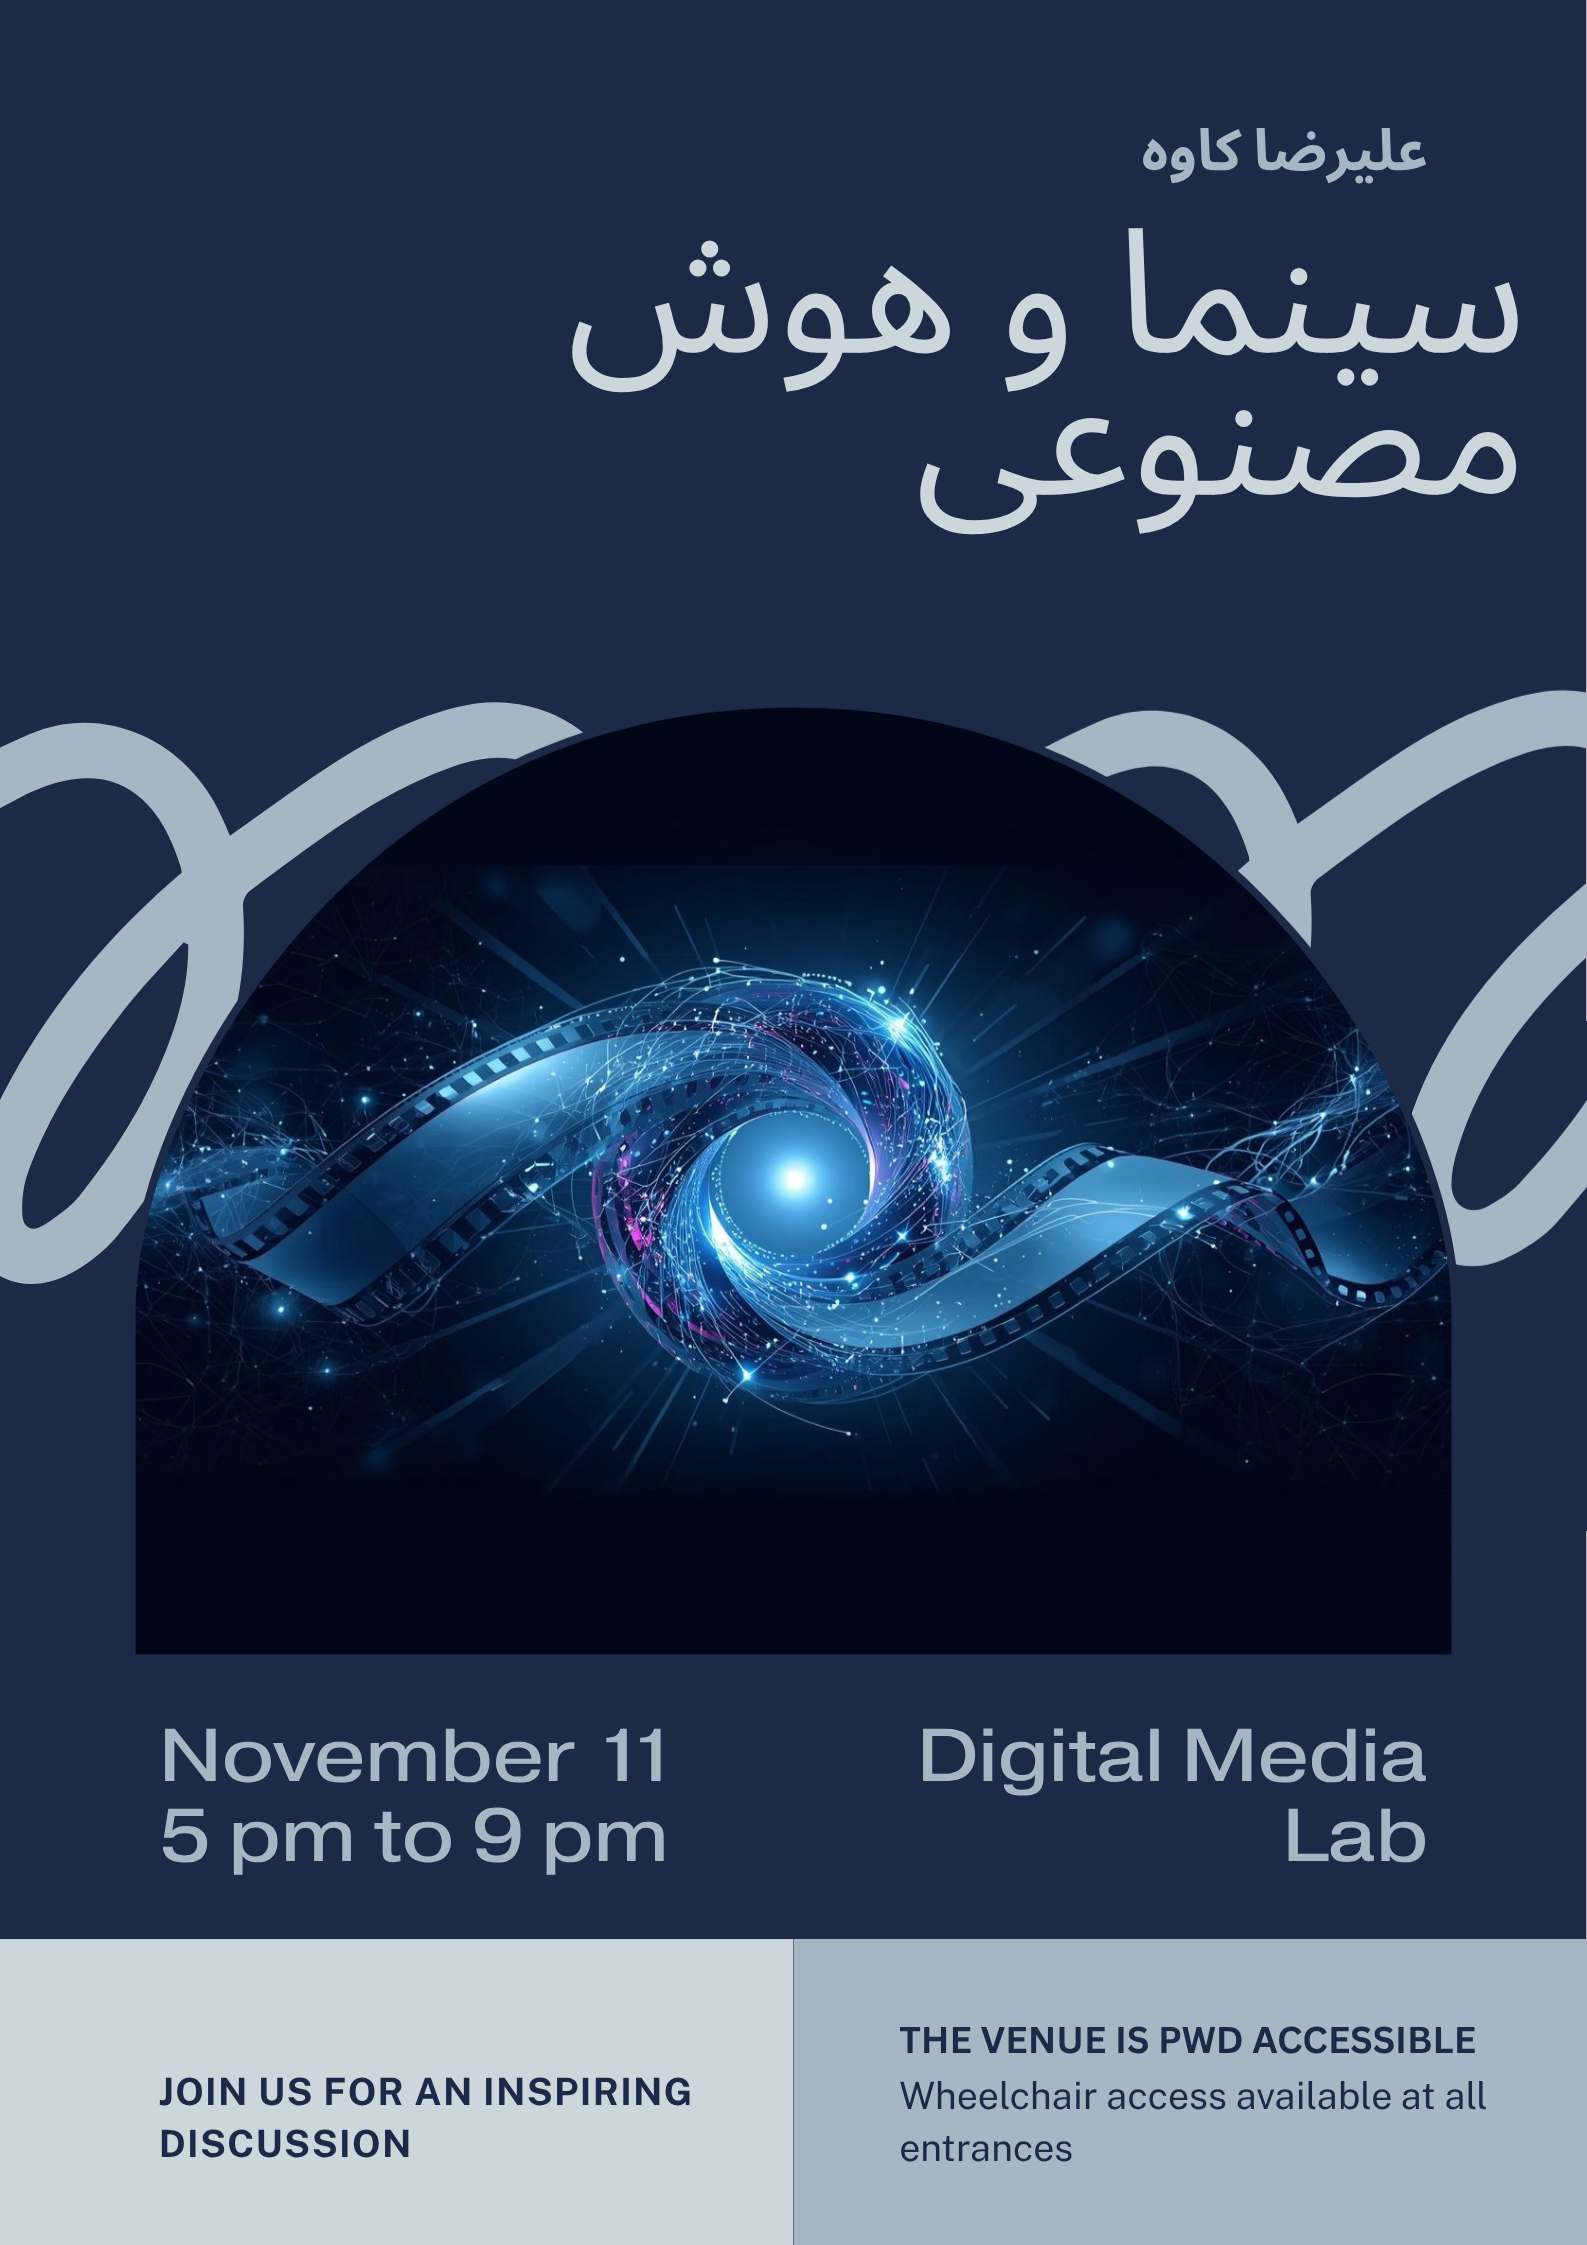 علیرضا کاوه
سینما و هوش
مصنوعی
November 11
5 pm to 9 pm
Digital Media
Lab
JOIN US FOR AN INSPIRING
DISCUSSION
THE VENUE IS PWD ACCESSIBLE
Wheelchair access available at all
entrances